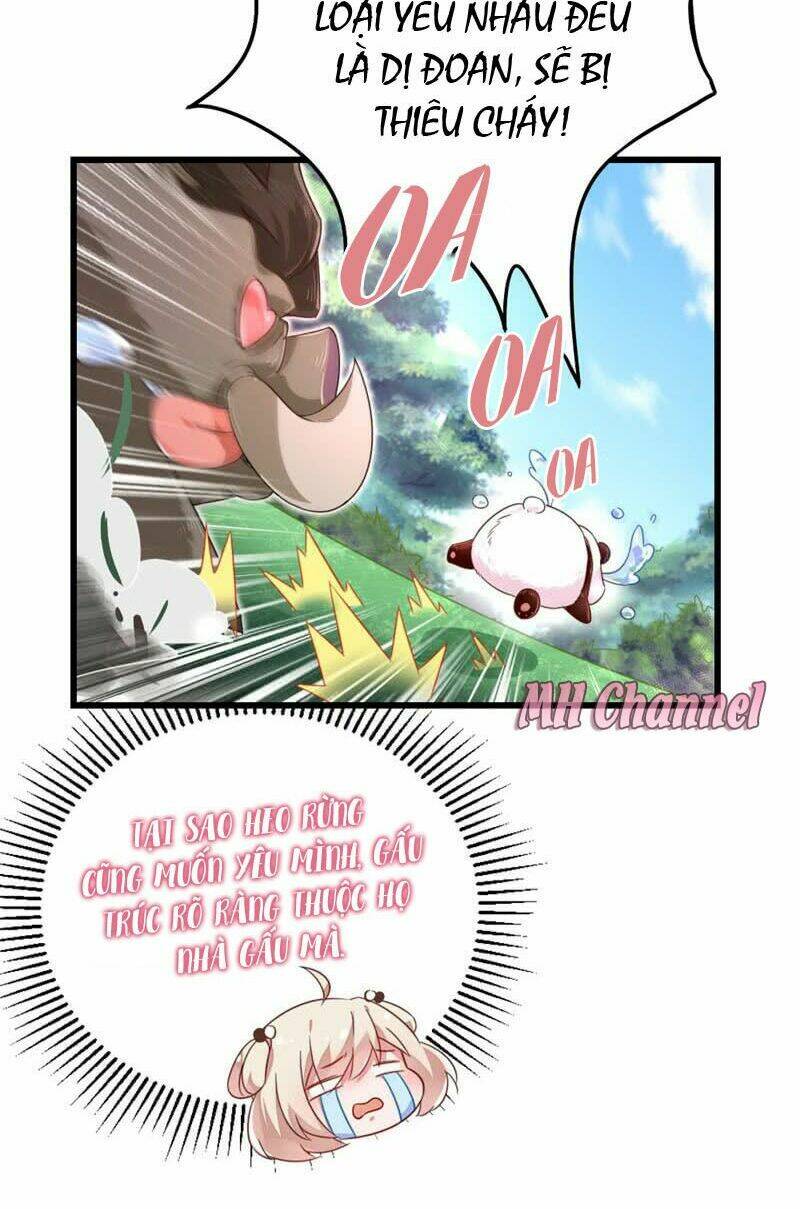 LOẠI YÊU NHAU ĐỀU
LÀ DỊ ĐOAN, SẼ BỊ
THIÊU CHÁY!
OA
OA
OA
MH Channel
TẠI SAO HEO RỪNG
CŨNG MUỐN YÊU MÌNH, GẤU
TRÚC RÕ RÀNG THUỘC HỌ
NHÀ GẤU MÀ.